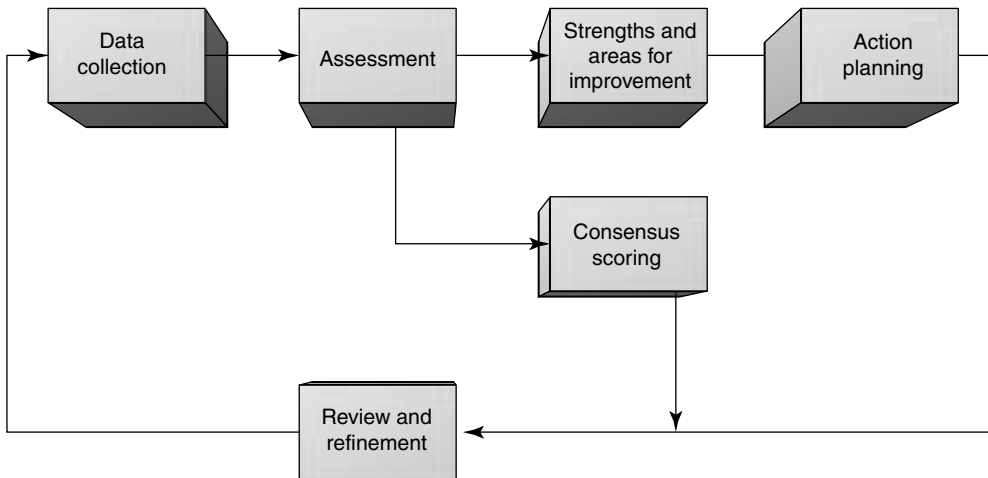 Data
collection
Assessment
Strengths and
areas for
improvement
Action
planning
Consensus
scoring
Review and
refinement